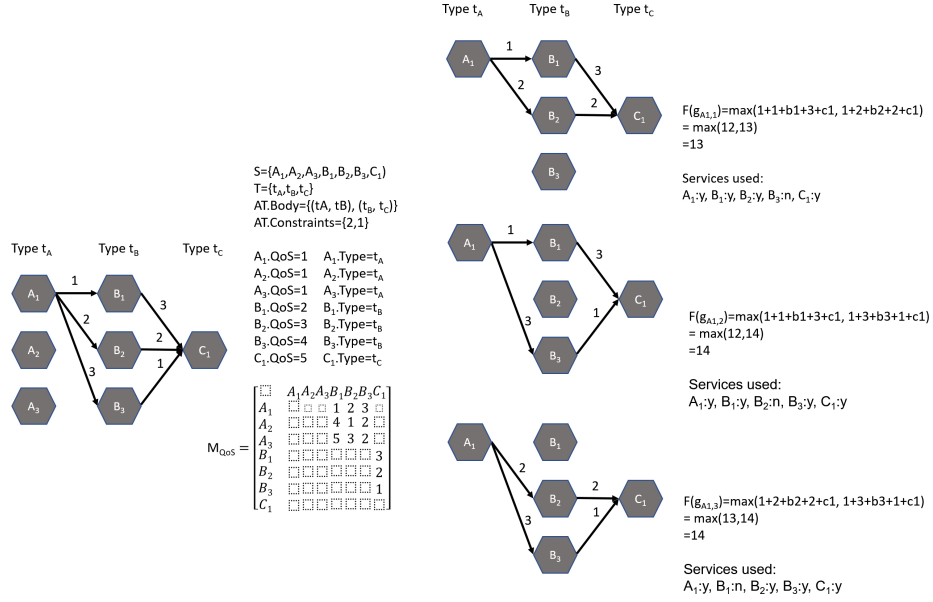 Type tA Type tB Type tC
A1 1 B1 3
2
B2 2 C1
B3
F(gA1,1)=max(1+1+b1+3+c1, 1+2+b2+2+c1)
= max(12,13)
=13
Services used:
A1:y, B1:y, B2:y, B3:n, C1:y
S={A1,A2,A3,B1,B2,B3,C1)
T={tA,tB,tC}
AT.Body={(tA, tB), (tB, tC)}
AT.Constraints={2,1}
A1.QoS=1 A1.Type=tA
A2.QoS=1 A2.Type=tA
A3.QoS=1 A3.Type=tA
B1.QoS=2 B1.Type=tB
B2.QoS=3 B2.Type=tB
B3.QoS=4 B3.Type=tB
C1.QoS=5 C1.Type=tC
Type tA Type tB Type tC
A1 1 B1 3
2
A2 B2 2 C1
3 1
A3 B3
MQoS =
A1 A2 A3 B1 B2 B3 C1
A1 1 2 3
A2 4 1 2
A3 5 3 2
B1 3
B2 2
B3 1
C1
A1 1 B1 3
B2 C1
3 1
B3
F(gA1,2)=max(1+1+b1+3+c1, 1+3+b3+1+c1)
= max(12,14)
=14
Services used:
A1:y, B1:y, B2:n, B3:y, C1:y
A1 B1
2
B2 2 C1
3 1
B3
F(gA1,3)=max(1+2+b2+2+c1, 1+3+b3+1+c1)
= max(13,14)
=14
Services used:
A1:y, B1:n, B2:y, B3:y, C1:y